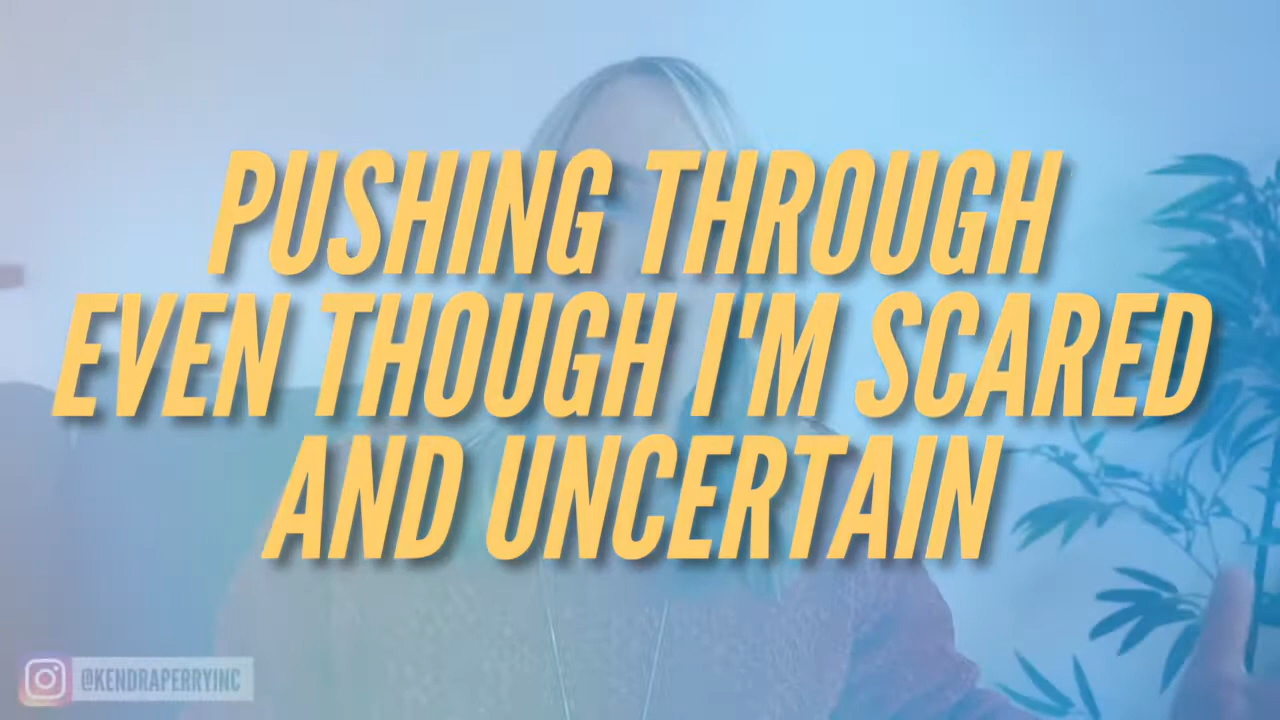 PUSHING THROUGH
EVEN THOUGH I'M SCARED
AND UNCERTAIN
@KENDRAPERRYINC